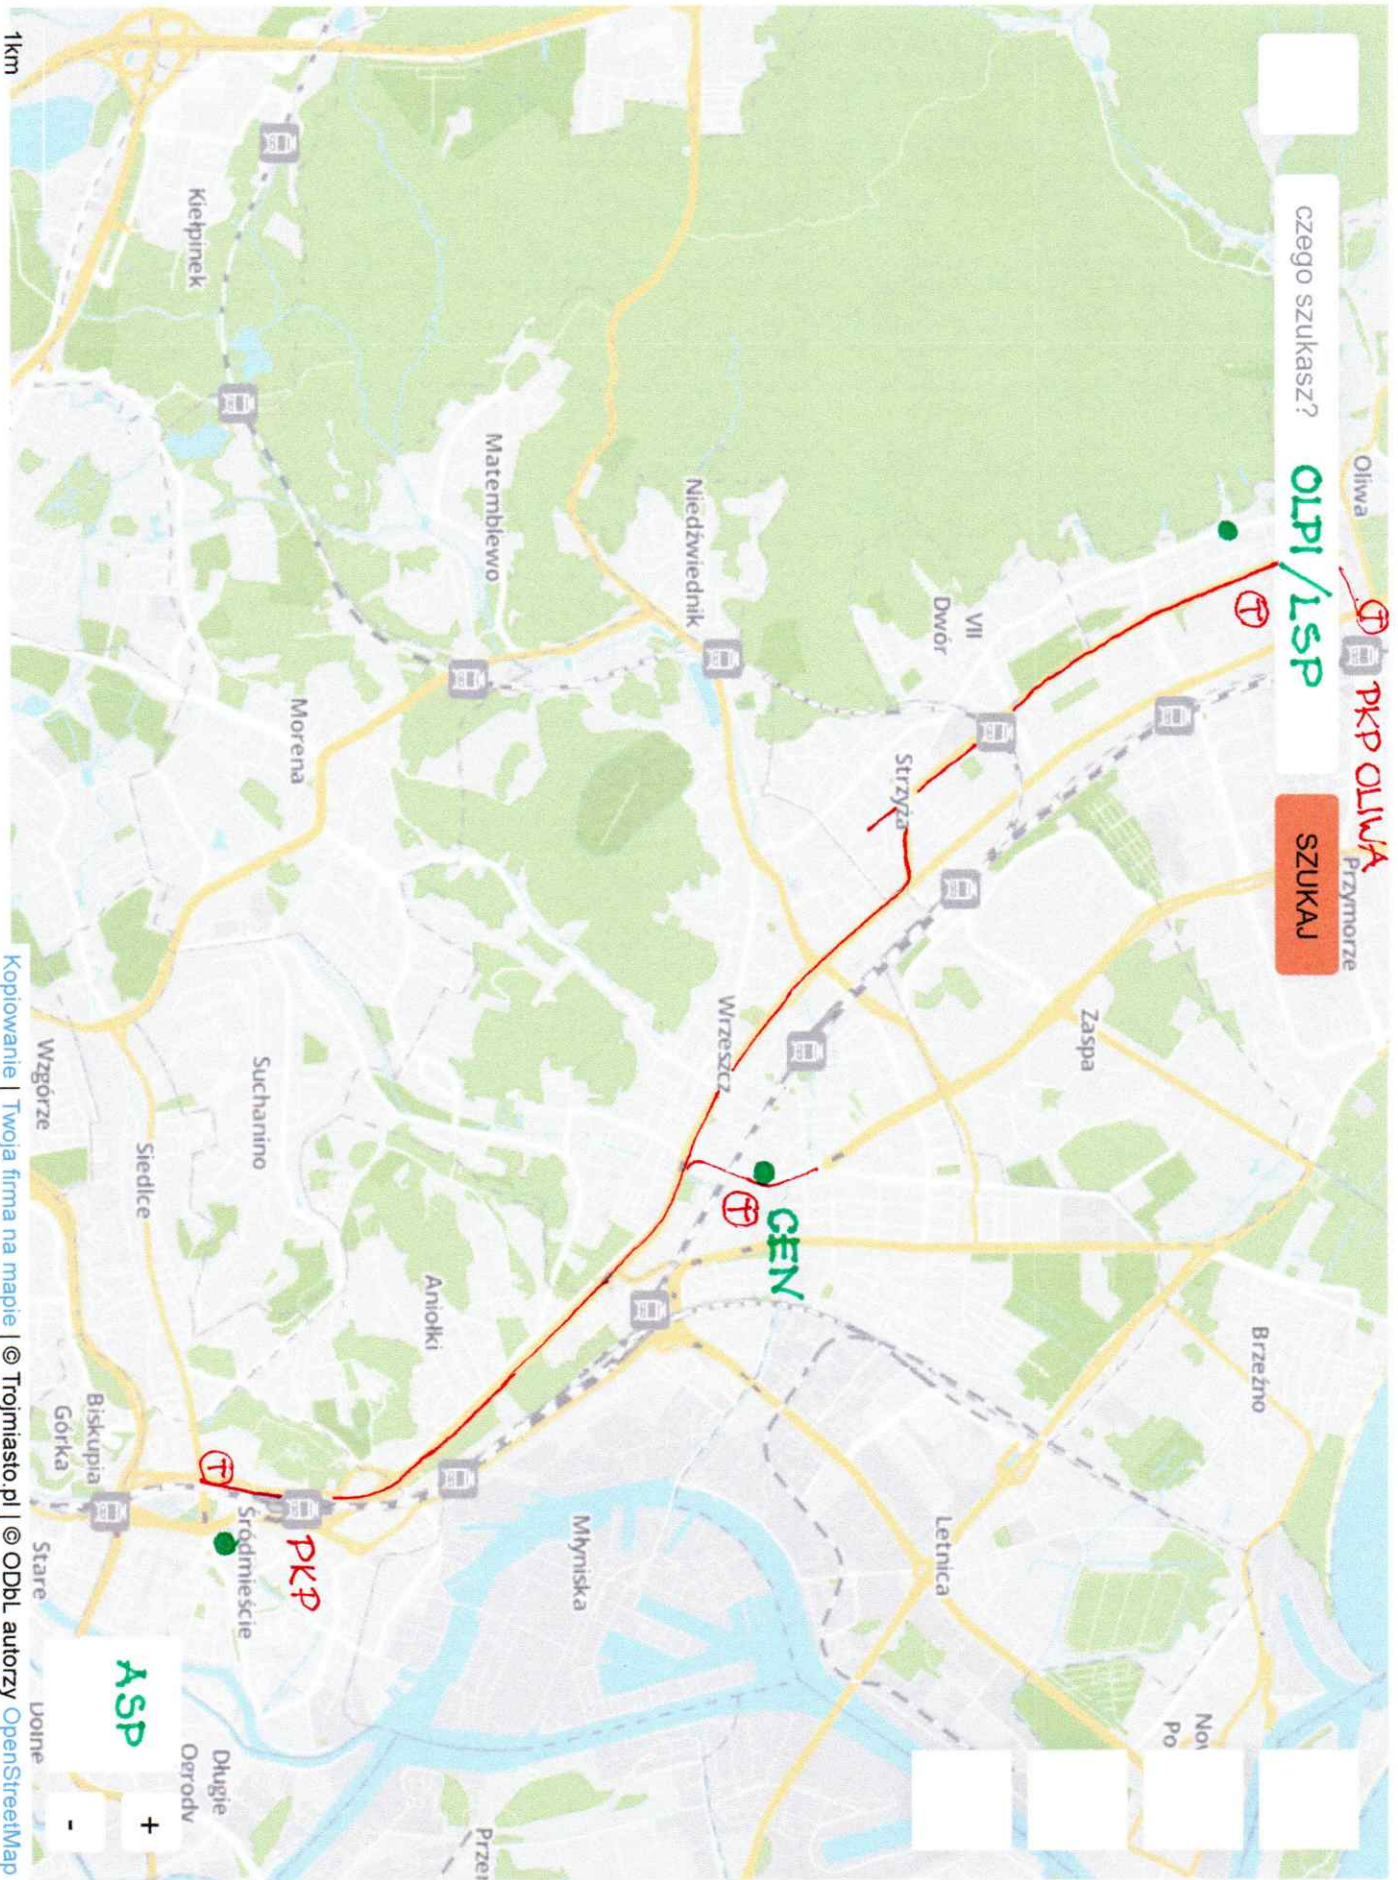 czego szukasz?
OLPI / LSP
SZUKAJ
Oliwa
T
PKP OLIWA
Przymorze
T
VII
Dwór
Niedźwiednik
Matemblewo
Kiełpinek
Strzyża
Zaspa
Morena
Wrzeszcz
Brzeźno
T
CEN
Suchanino
Aniołki
Letnica
Siedlce
Wzgórze
Młyniska
PKP
T
Śródmieście
Biskupia
Górka
Stare
ASP
Długie
Ogrody
+
-
1km
Kopiowanie | Twoja firma na mapie | © Trojmiasto.pl | © ODbL autorzy OpenStreetMap